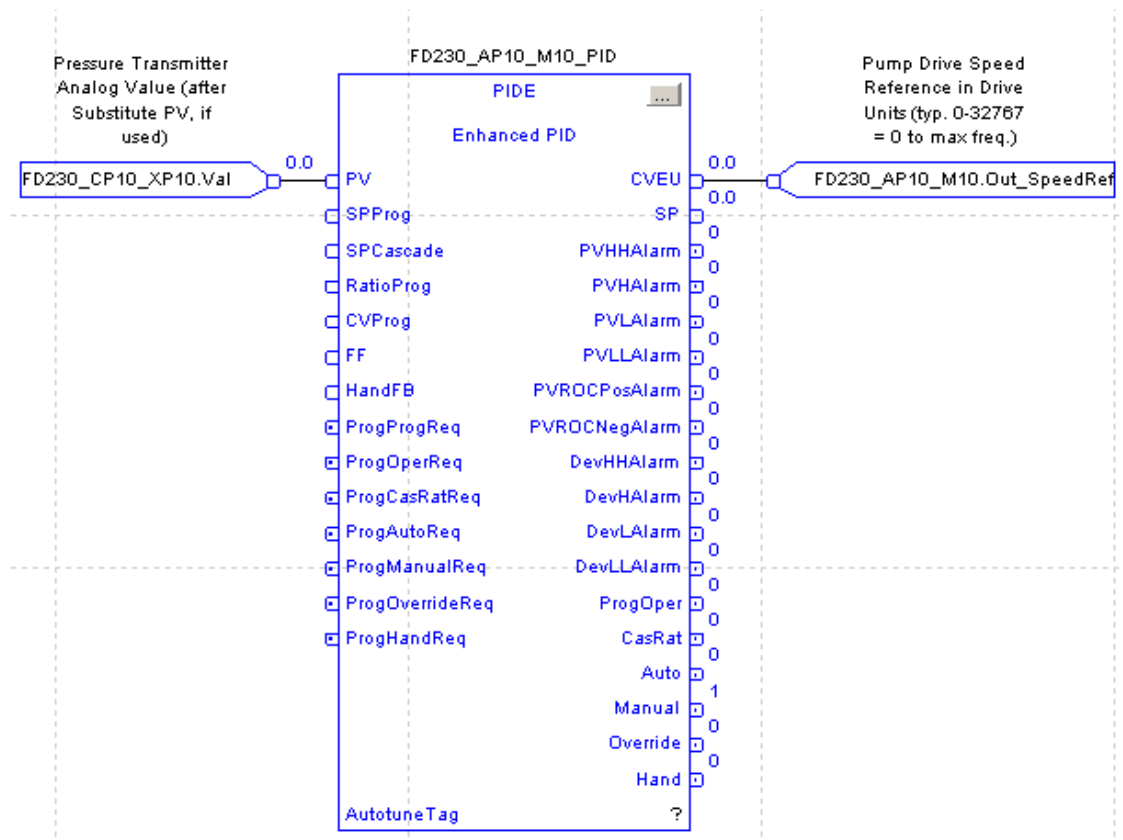 FD230_AP10_M10_PID
Pressure Transmitter
Analog Value (after
Substitute PV, if
used)
Pump Drive Speed
Reference in Drive
Units (typ. 0-32767
= 0 to max freq.)
PIDE
...
Enhanced PID
FD230_CP10_XP10.Val
0.0
PV
CVEU
0.0
FD230_AP10_M10.Out_SpeedRef
SPProg
SP
0.0
SPCascade
PVHHAlarm
0
RatioProg
PVHAlarm
0
CVProg
PVLAlarm
0
FF
PVLLAlarm
0
HandFB
PVROCPosAlarm
0
ProgProgReq
PVROCNegAlarm
0
ProgOperReq
DevHHAlarm
0
ProgCasRatReq
DevHAlarm
0
ProgAutoReq
DevLAlarm
0
ProgManualReq
DevLLAlarm
0
ProgOverrideReq
ProgOper
0
ProgHandReq
CasRat
0
Auto
0
Manual
1
Override
0
Hand
0
AutotuneTag
?